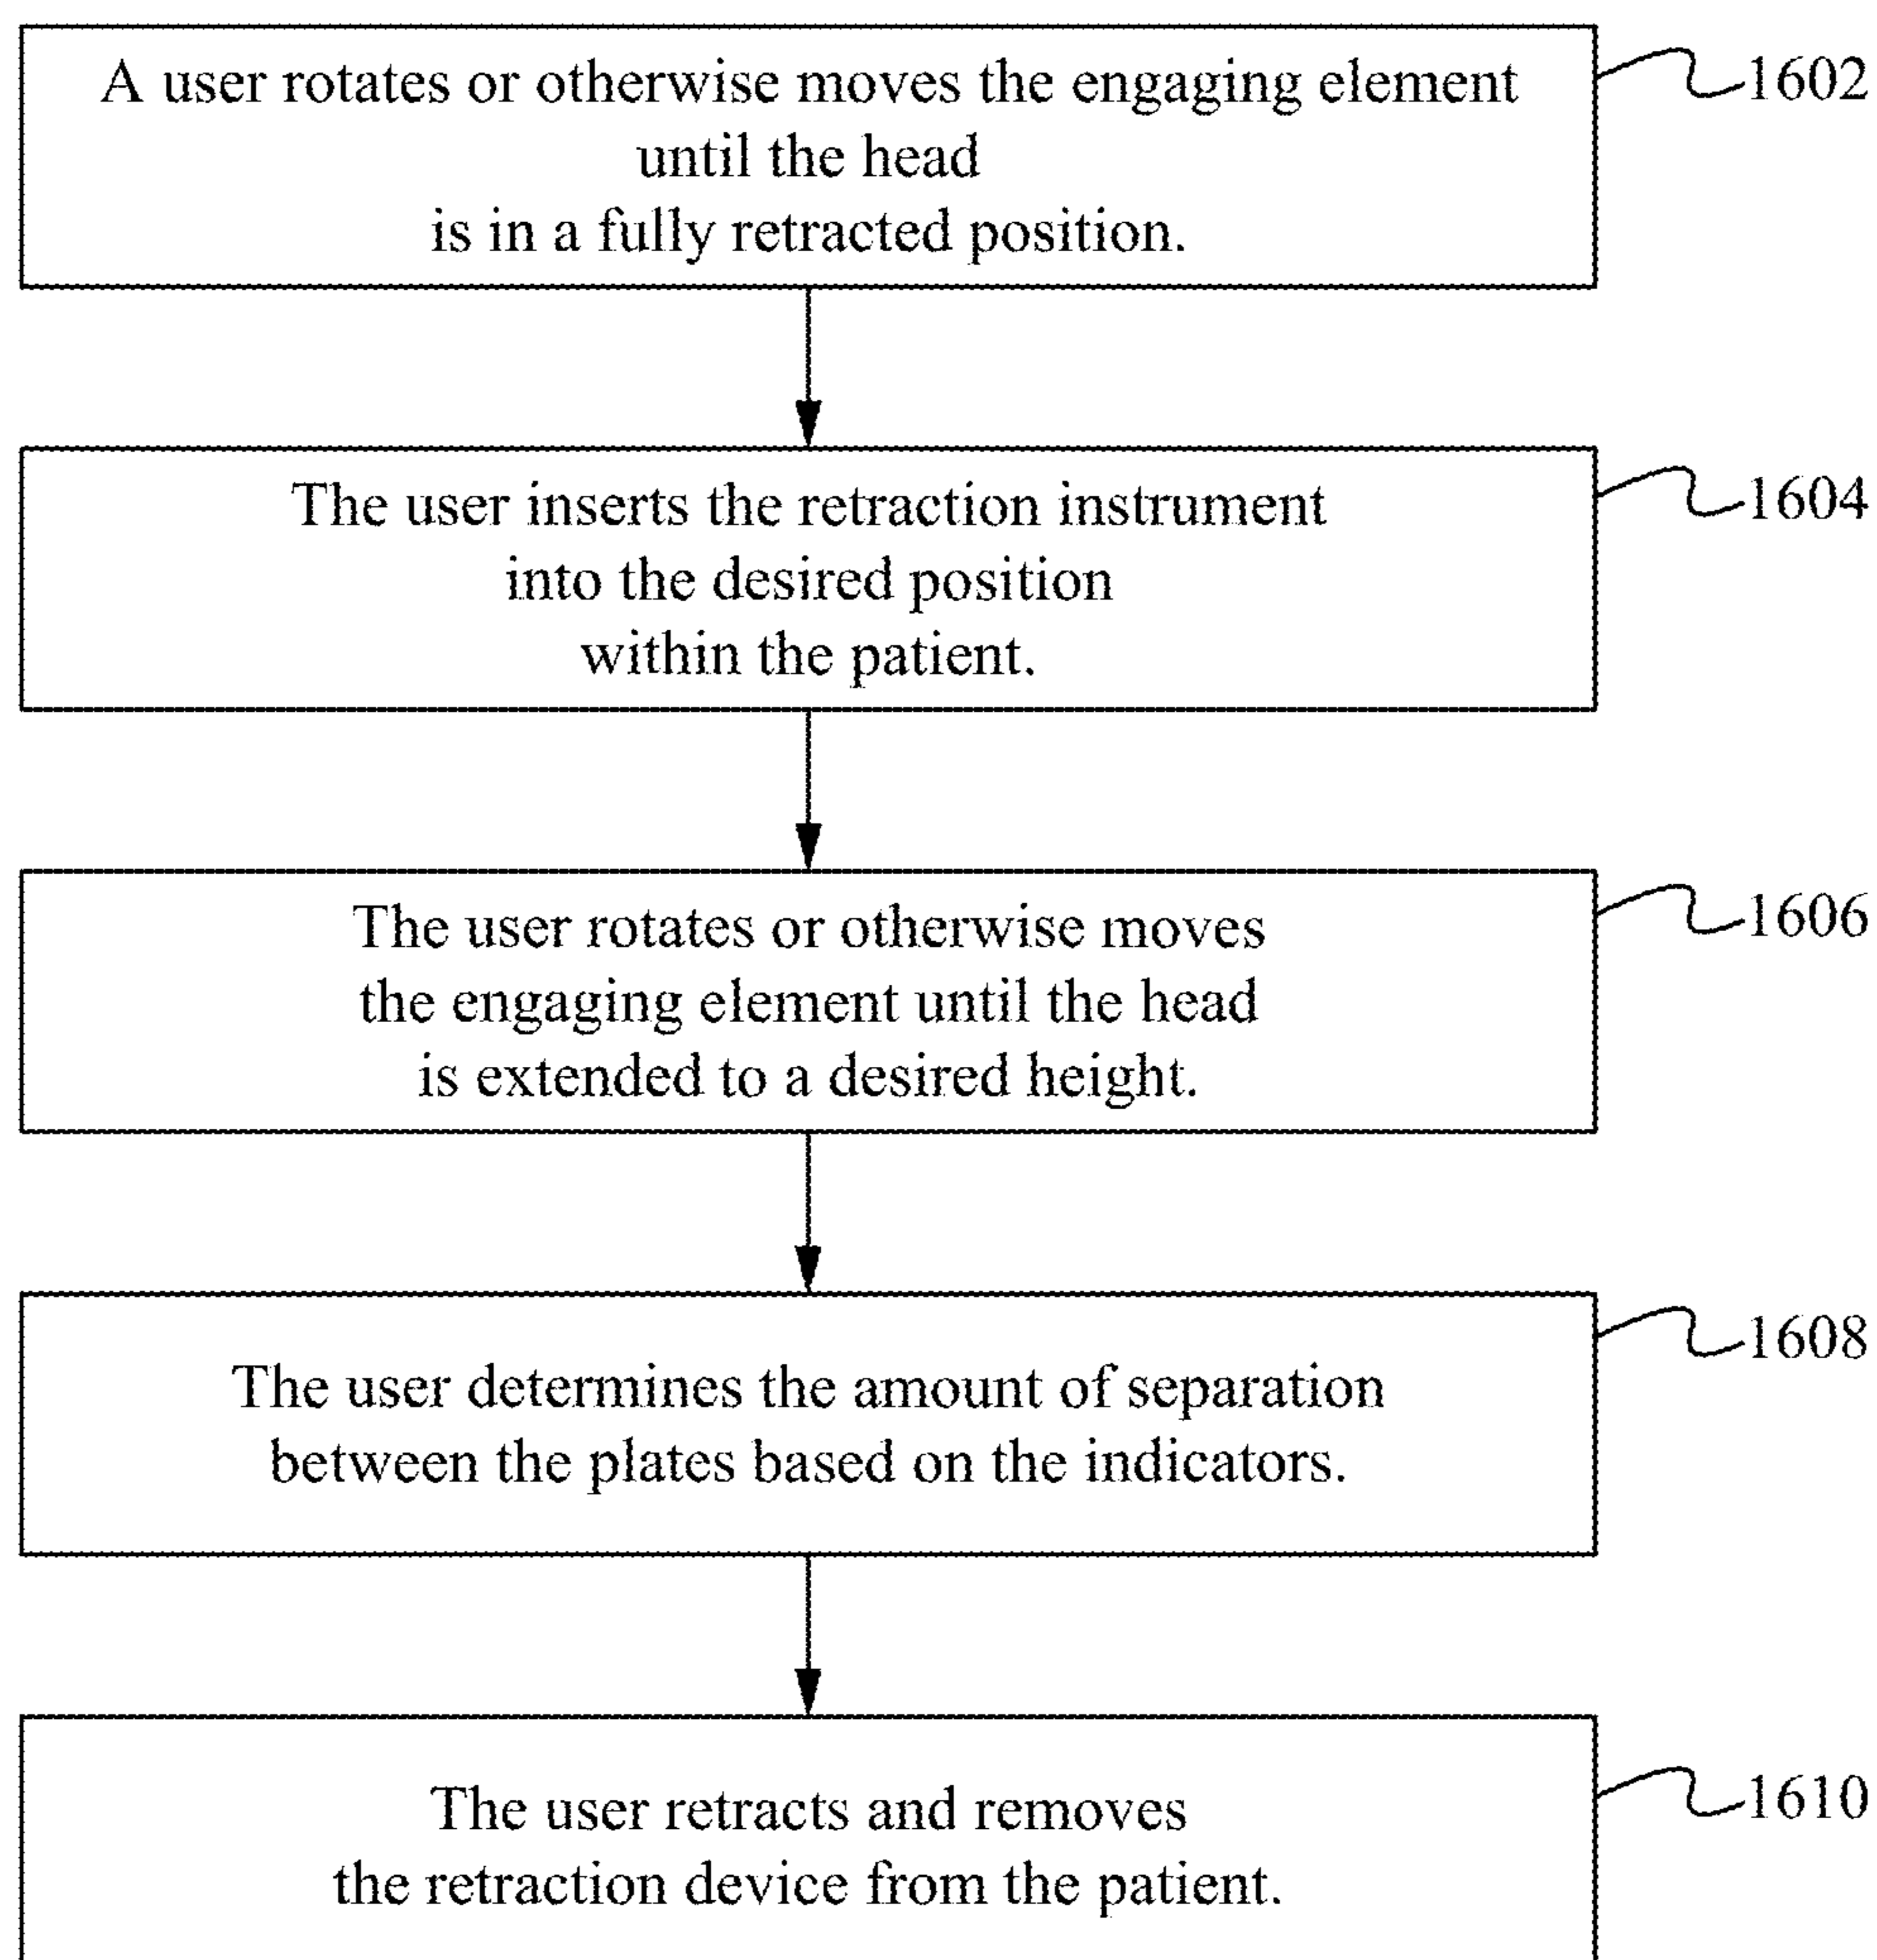 A user rotates or otherwise moves the engaging element
until the head
is in a fully retracted position.
1602
The user inserts the retraction instrument
into the desired position
within the patient.
1604
The user rotates or otherwise moves
the engaging element until the head
is extended to a desired height.
1606
The user determines the amount of separation
between the plates based on the indicators.
1608
The user retracts and removes
the retraction device from the patient.
1610